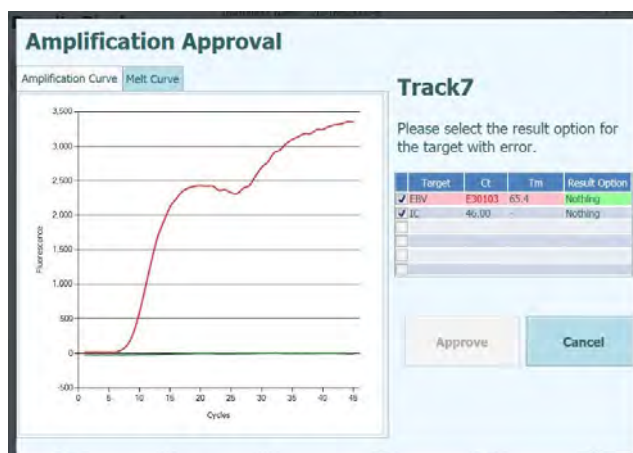 Amplification Approval
Amplification Curve Melt Curve
3,500
3,000
2,500
2,000
1,500
1,000
500
0
-500
Fluorescence
0 5 10 15 20 25 30 35 40 45
Cycles
Track7
Please select the result option for
the target with error.
Target Ct Tm Result Option
EBV E30103 65.4 Nothing
IC 46.00 - Nothing
Approve Cancel